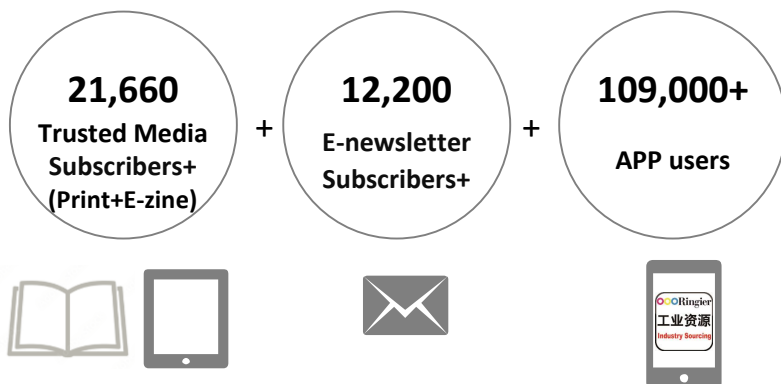 21,660
Trusted Media
Subscribers+
(Print+E-zine)
+
12,200
E-newsletter
Subscribers+
+
109,000+
APP users
Ringier
工业资源
Industry Sourcing